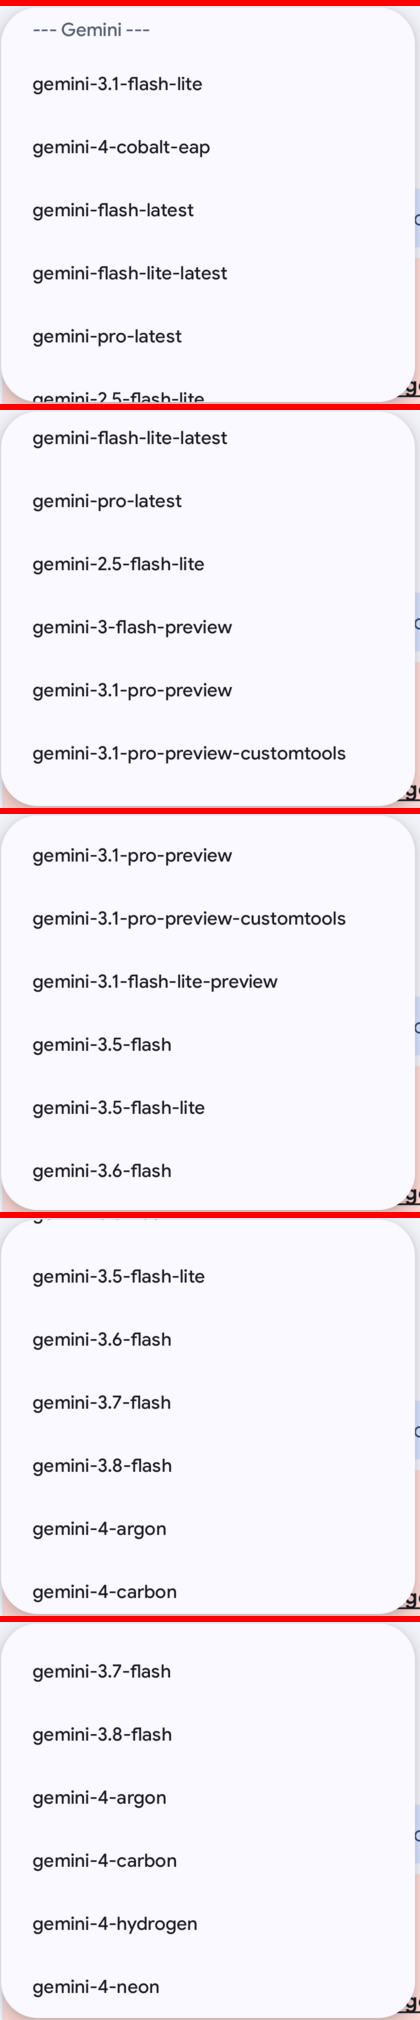 --- Gemini ---
gemini-3.1-flash-lite
gemini-4-cobalt-eap
gemini-flash-latest
gemini-flash-lite-latest
gemini-pro-latest
gemini-2.5-flash-lite
gemini-flash-lite-latest
gemini-pro-latest
gemini-2.5-flash-lite
gemini-3-flash-preview
gemini-3.1-pro-preview
gemini-3.1-pro-preview-customtools
gemini-3.1-pro-preview
gemini-3.1-pro-preview-customtools
gemini-3.1-flash-lite-preview
gemini-3.5-flash
gemini-3.5-flash-lite
gemini-3.6-flash
gemini-3.5-flash-lite
gemini-3.6-flash
gemini-3.7-flash
gemini-3.8-flash
gemini-4-argon
gemini-4-carbon
gemini-3.7-flash
gemini-3.8-flash
gemini-4-argon
gemini-4-carbon
gemini-4-hydrogen
gemini-4-neon